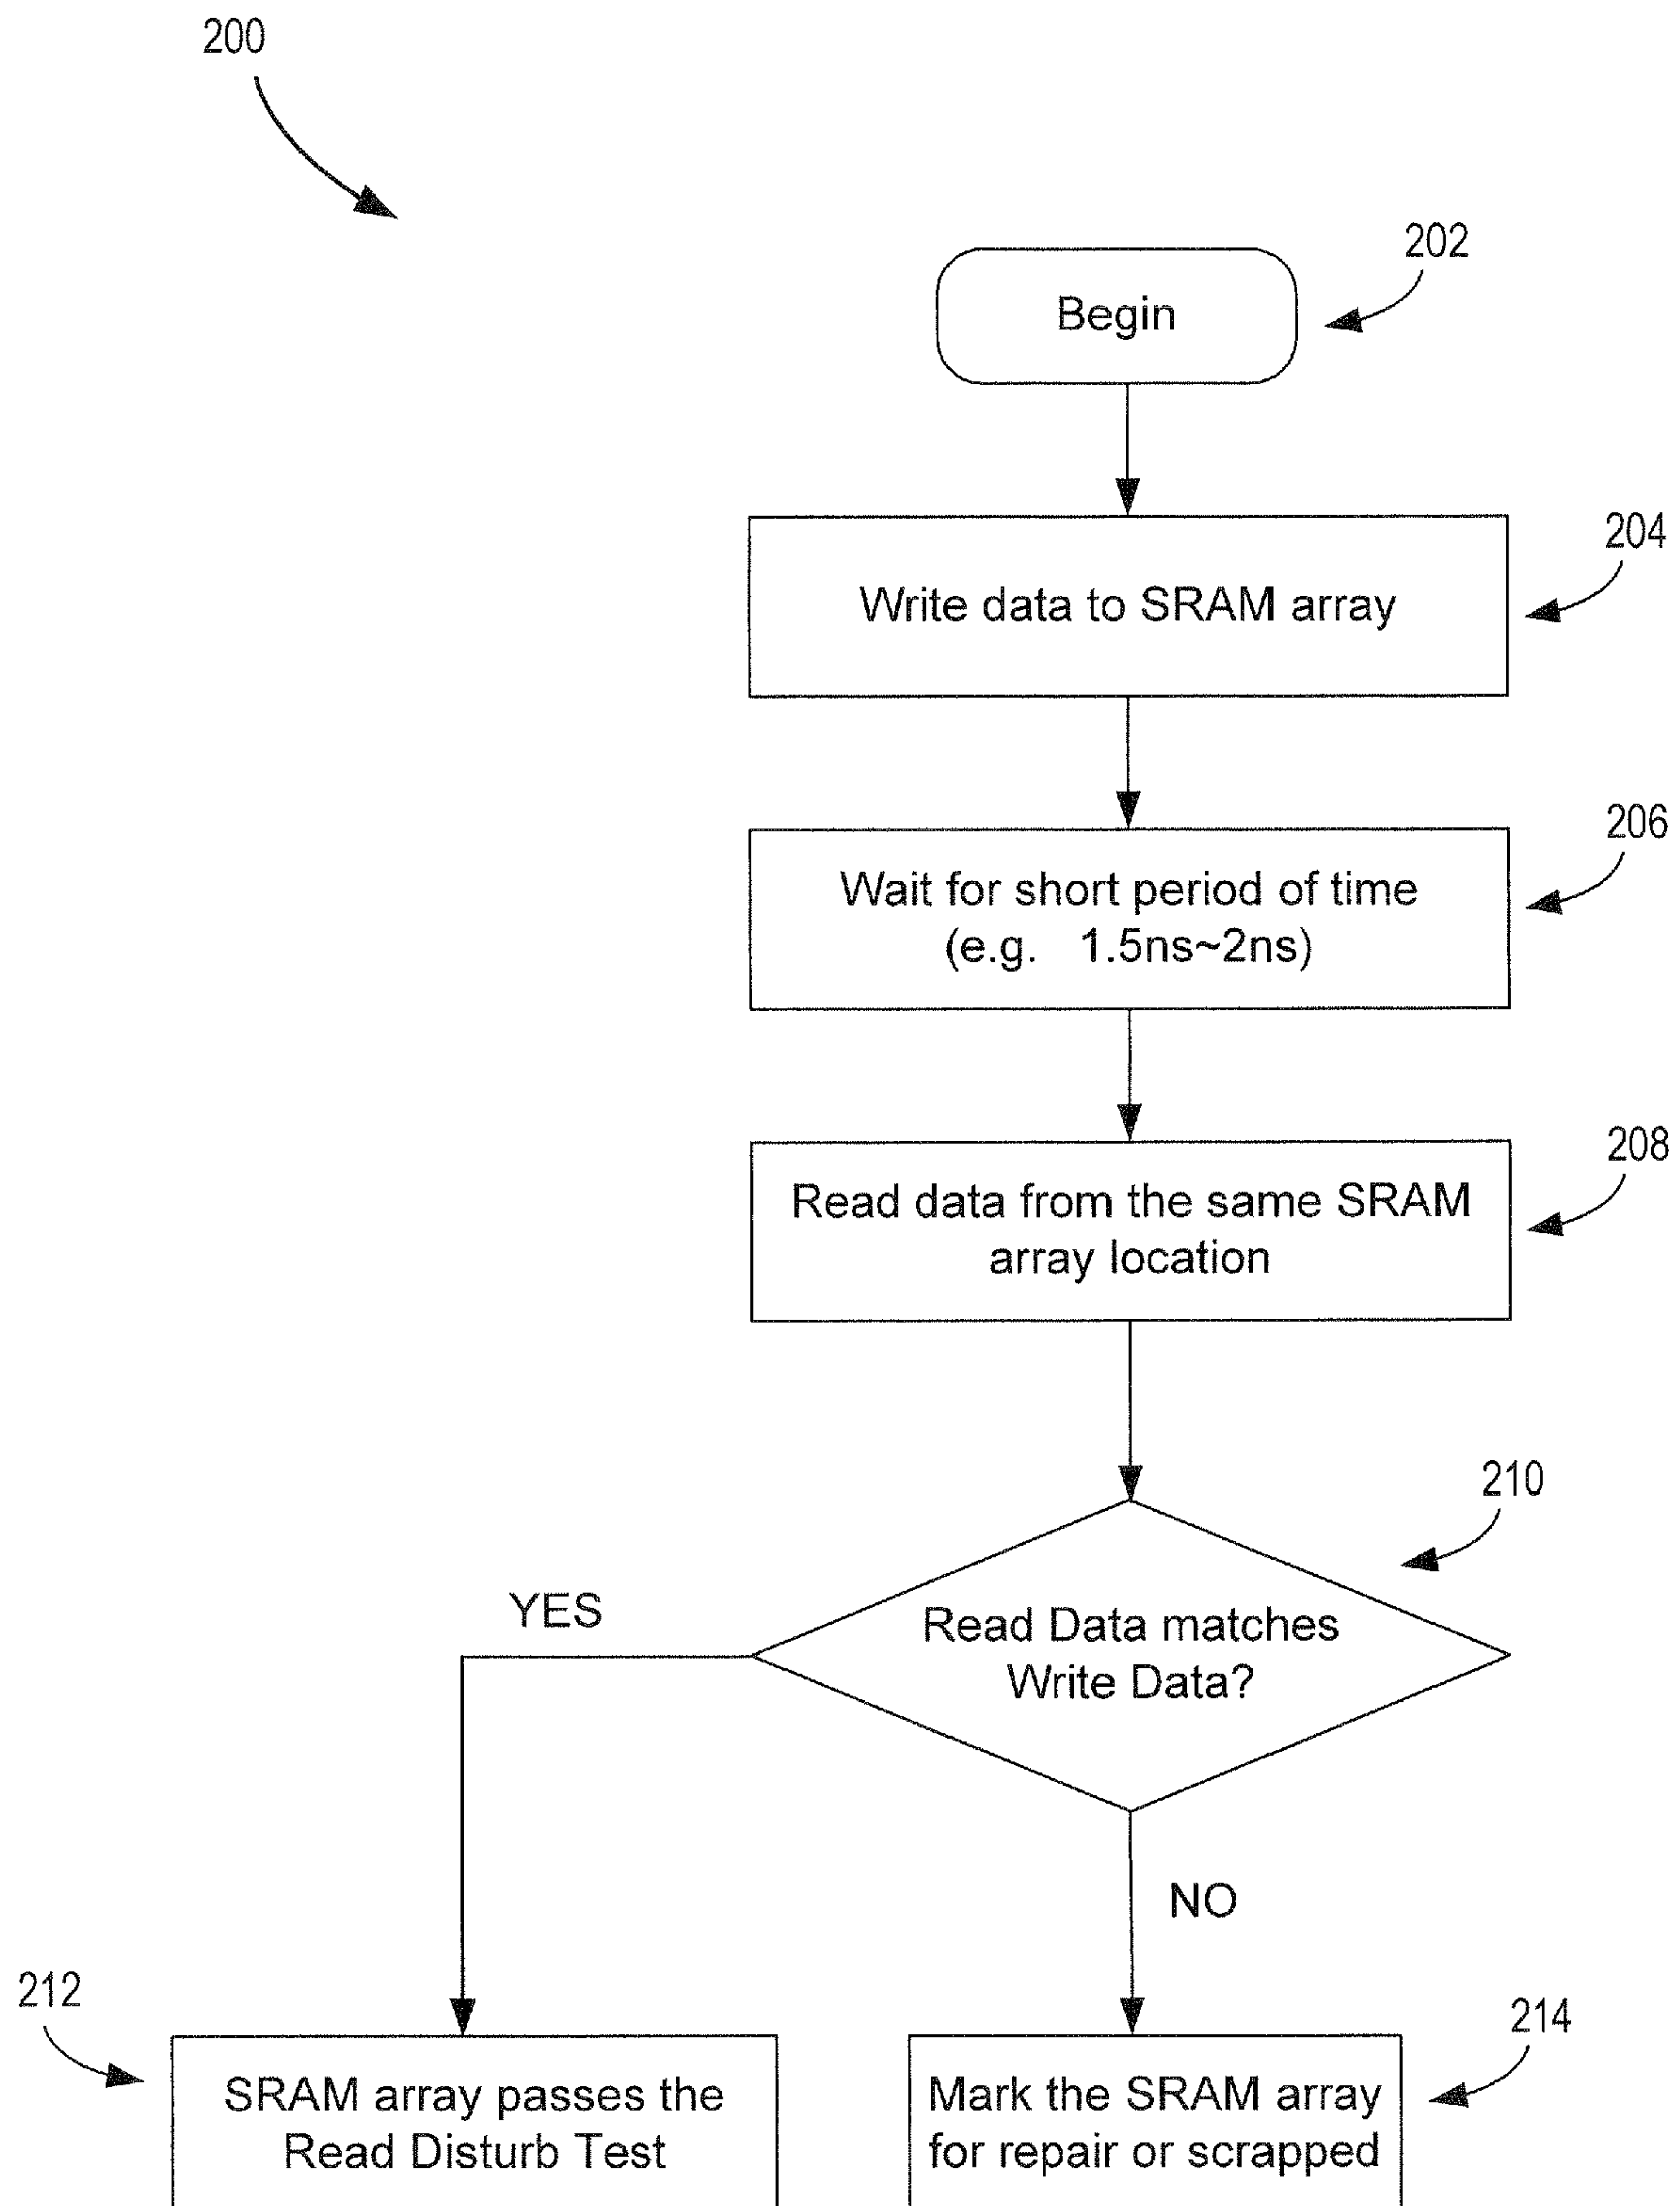 200
202
Begin
204
Write data to SRAM array
206
Wait for short period of time
(e.g. 1.5ns~2ns)
208
Read data from the same SRAM
array location
210
Read Data matches
Write Data?
YES
NO
212
SRAM array passes the
Read Disturb Test
214
Mark the SRAM array
for repair or scrapped